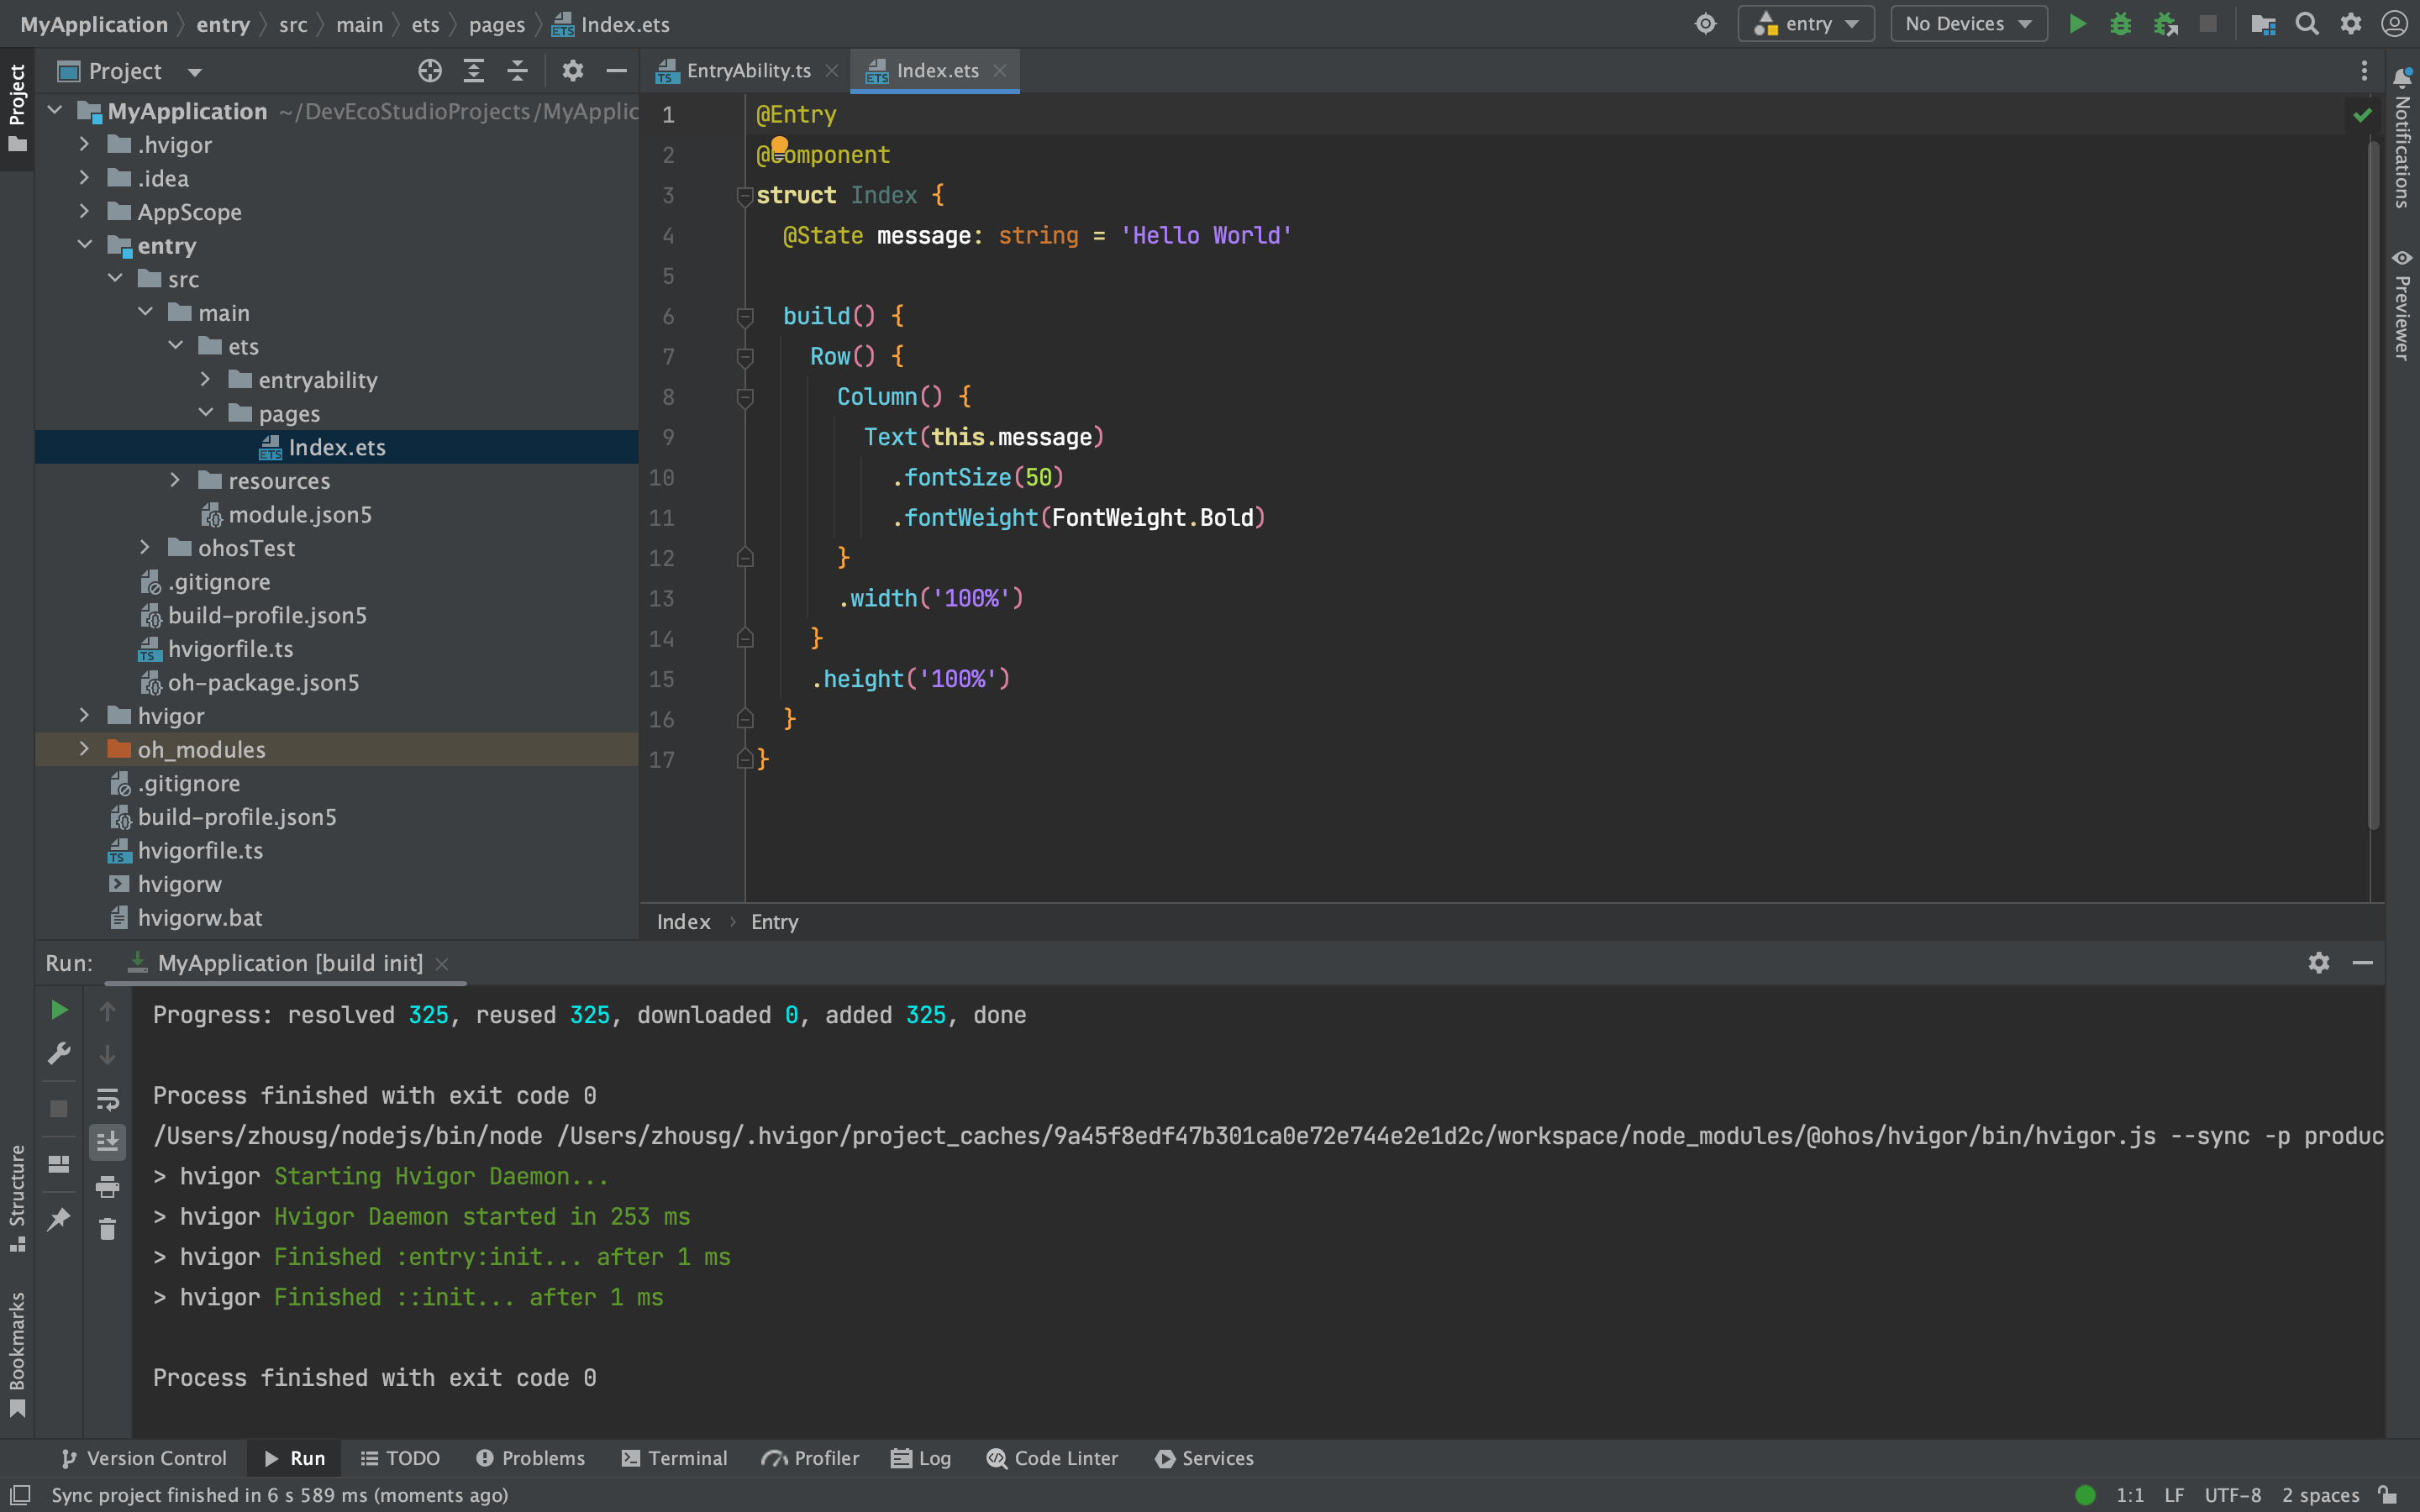 MyApplication entry src main ets pages Index.ets
entry
No Devices
Project
Project
EntryAbility.ts
Index.ets
MyApplication ~/DevEcoStudioProjects/MyApplic
.hvigor
.idea
AppScope
entry
src
main
ets
entryability
pages
Index.ets
resources
module.json5
ohosTest
.gitignore
build-profile.json5
hvigorfile.ts
oh-package.json5
hvigor
oh_modules
.gitignore
build-profile.json5
hvigorfile.ts
hvigorw
hvigorw.bat
1 @Entry
2 @Component
3 struct Index {
4 @State message: string = 'Hello World'
5
6 build() {
7 Row() {
8 Column() {
9 Text(this.message)
10 .fontSize(50)
11 .fontWeight(FontWeight.Bold)
12 }
13 .width('100%')
14 }
15 .height('100%')
16 }
17 }
Index › Entry
Notifications
Previewer
Run: MyApplication [build init]
Progress: resolved 325, reused 325, downloaded 0, added 325, done
Process finished with exit code 0
/Users/zhousg/nodejs/bin/node /Users/zhousg/.hvigor/project_caches/9a45f8edf47b301ca0e72e744e2e1d2c/workspace/node_modules/@ohos/hvigor/bin/hvigor.js --sync -p produc
> hvigor Starting Hvigor Daemon...
> hvigor Hvigor Daemon started in 253 ms
> hvigor Finished :entry:init... after 1 ms
> hvigor Finished ::init... after 1 ms
Process finished with exit code 0
Structure
Bookmarks
Version Control Run TODO Problems Terminal Profiler Log Code Linter Services
Sync project finished in 6 s 589 ms (moments ago)
1:1 LF UTF-8 2 spaces